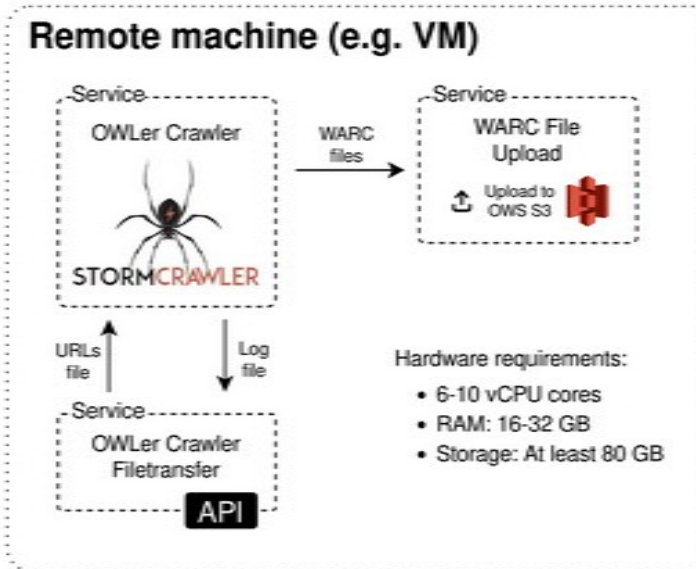 Remote machine (e.g. VM)
Service
OWLer Crawler
STORMCRAWLER
WARC
files
Service
WARC File
Upload
Upload to
OWS S3
URLs
file
Log
file
Service
OWLer Crawler
Filetransfer
API
Hardware requirements:
• 6-10 vCPU cores
• RAM: 16-32 GB
• Storage: At least 80 GB